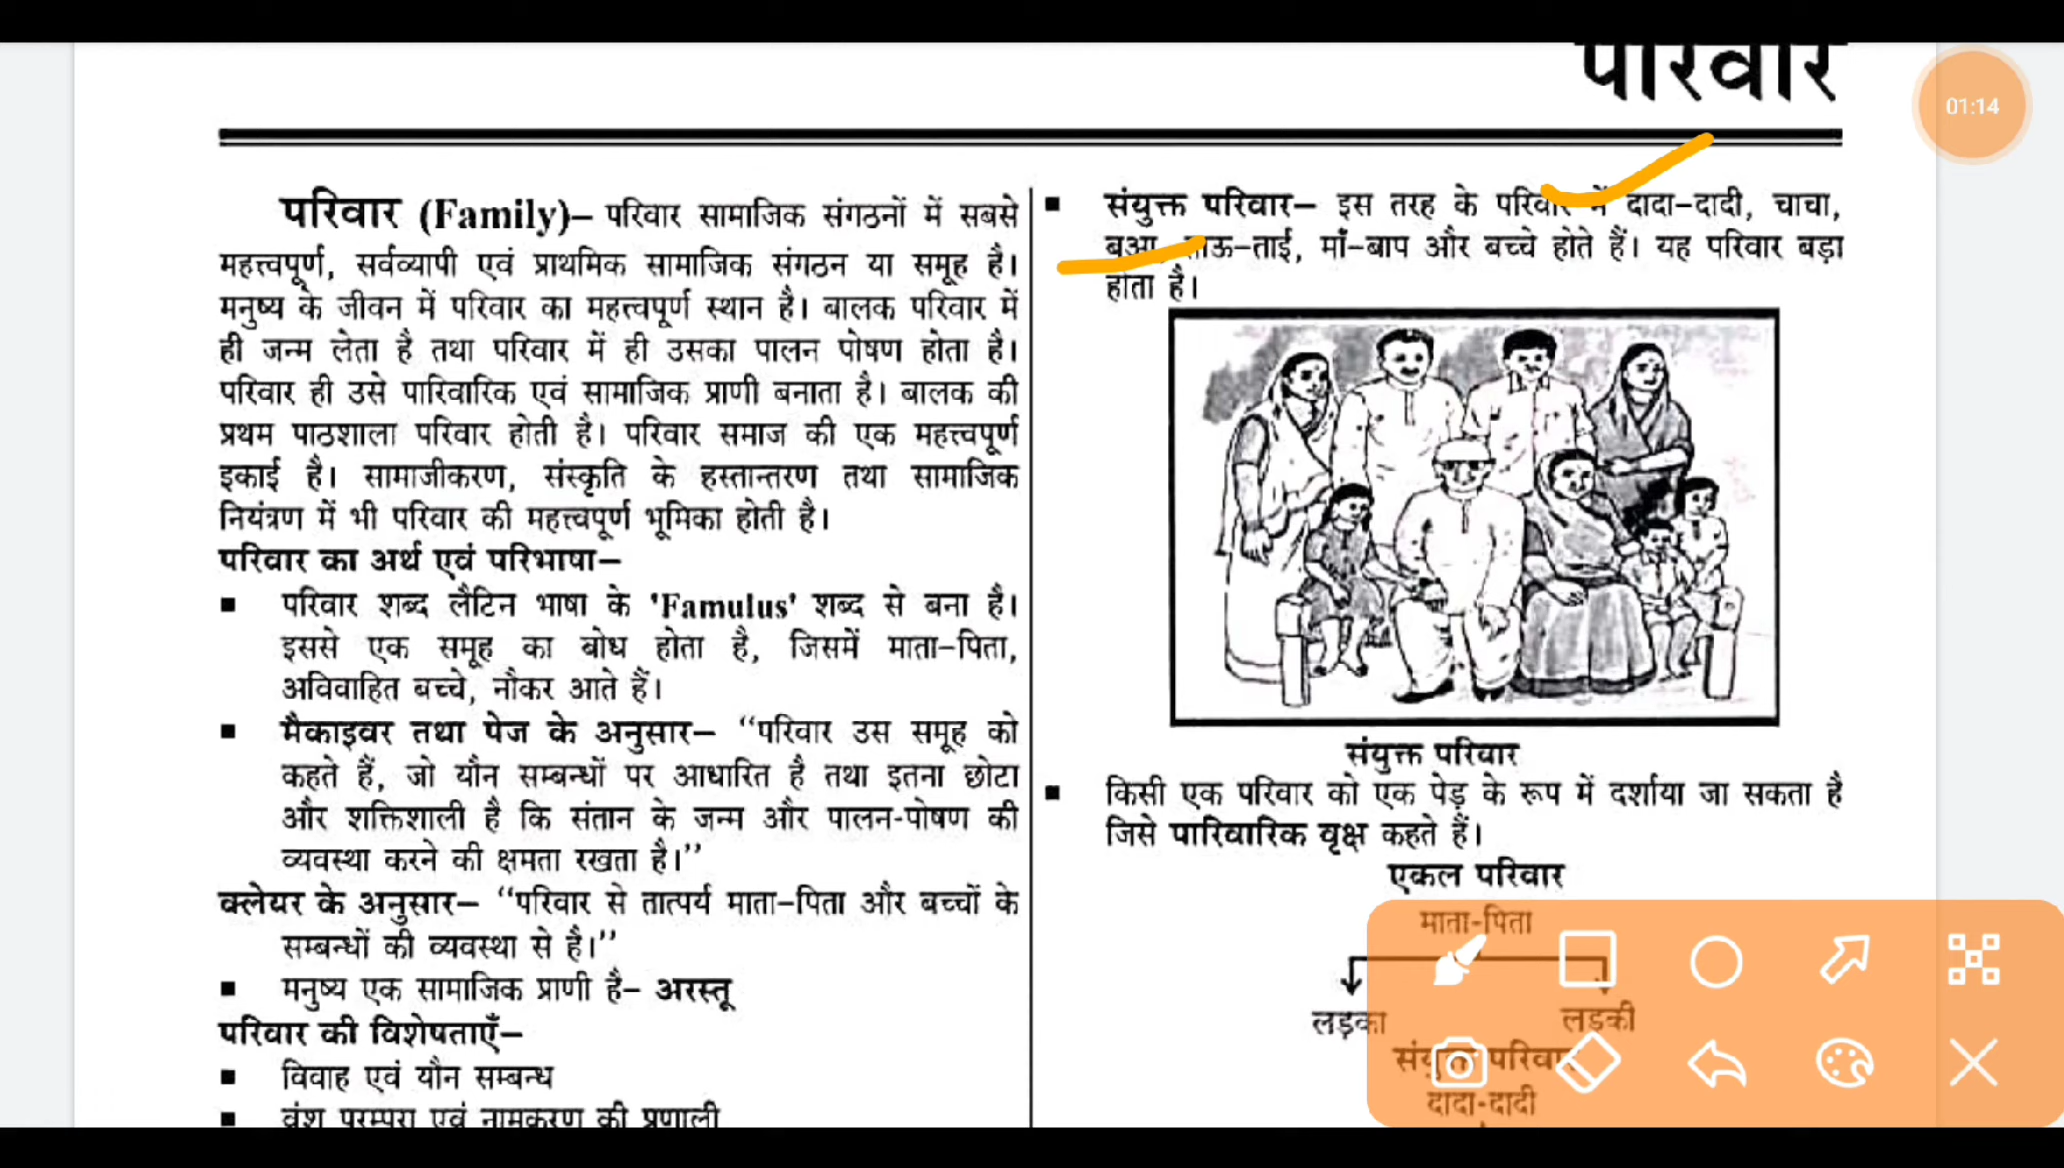 परिवार
01:14
परिवार (Family)– परिवार सामाजिक संगठनों में सबसे
महत्त्वपूर्ण, सर्वव्यापी एवं प्राथमिक सामाजिक संगठन या समूह है।
मनुष्य के जीवन में परिवार का महत्त्वपूर्ण स्थान है। बालक परिवार में
ही जन्म लेता है तथा परिवार में ही उसका पालन पोषण होता है।
परिवार ही उसे पारिवारिक एवं सामाजिक प्राणी बनाता है। बालक की
प्रथम पाठशाला परिवार होती है। परिवार समाज की एक महत्त्वपूर्ण
इकाई है। सामाजीकरण, संस्कृति के हस्तान्तरण तथा सामाजिक
नियंत्रण में भी परिवार की महत्त्वपूर्ण भूमिका होती है।
परिवार का अर्थ एवं परिभाषा–
■ परिवार शब्द लैटिन भाषा के 'Famulus' शब्द से बना है।
इससे एक समूह का बोध होता है, जिसमें माता–पिता,
अविवाहित बच्चे, नौकर आते हैं।
■ मैकाइवर तथा पेज के अनुसार– ‘‘परिवार उस समूह को
कहते हैं, जो यौन सम्बन्धों पर आधारित है तथा इतना छोटा
और शक्तिशाली है कि संतान के जन्म और पालन-पोषण की
व्यवस्था करने की क्षमता रखता है।’’
क्लेयर के अनुसार– ‘‘परिवार से तात्पर्य माता–पिता और बच्चों के
सम्बन्धों की व्यवस्था से है।’’
■ मनुष्य एक सामाजिक प्राणी है– अरस्तू
परिवार की विशेषताएँ–
■ विवाह एवं यौन सम्बन्ध
■ वंश परम्परा एवं नामकरण की प्रणाली
■ संयुक्त परिवार– इस तरह के परिवार में दादा–दादी, चाचा,
बुआ, ताऊ–ताई, माँ–बाप और बच्चे होते हैं। यह परिवार बड़ा
होता है।
संयुक्त परिवार
■ किसी एक परिवार को एक पेड़ के रूप में दर्शाया जा सकता है
जिसे पारिवारिक वृक्ष कहते हैं।
एकल परिवार
माता-पिता
लड़का लड़की
संयुक्त परिवार
दादा-दादी